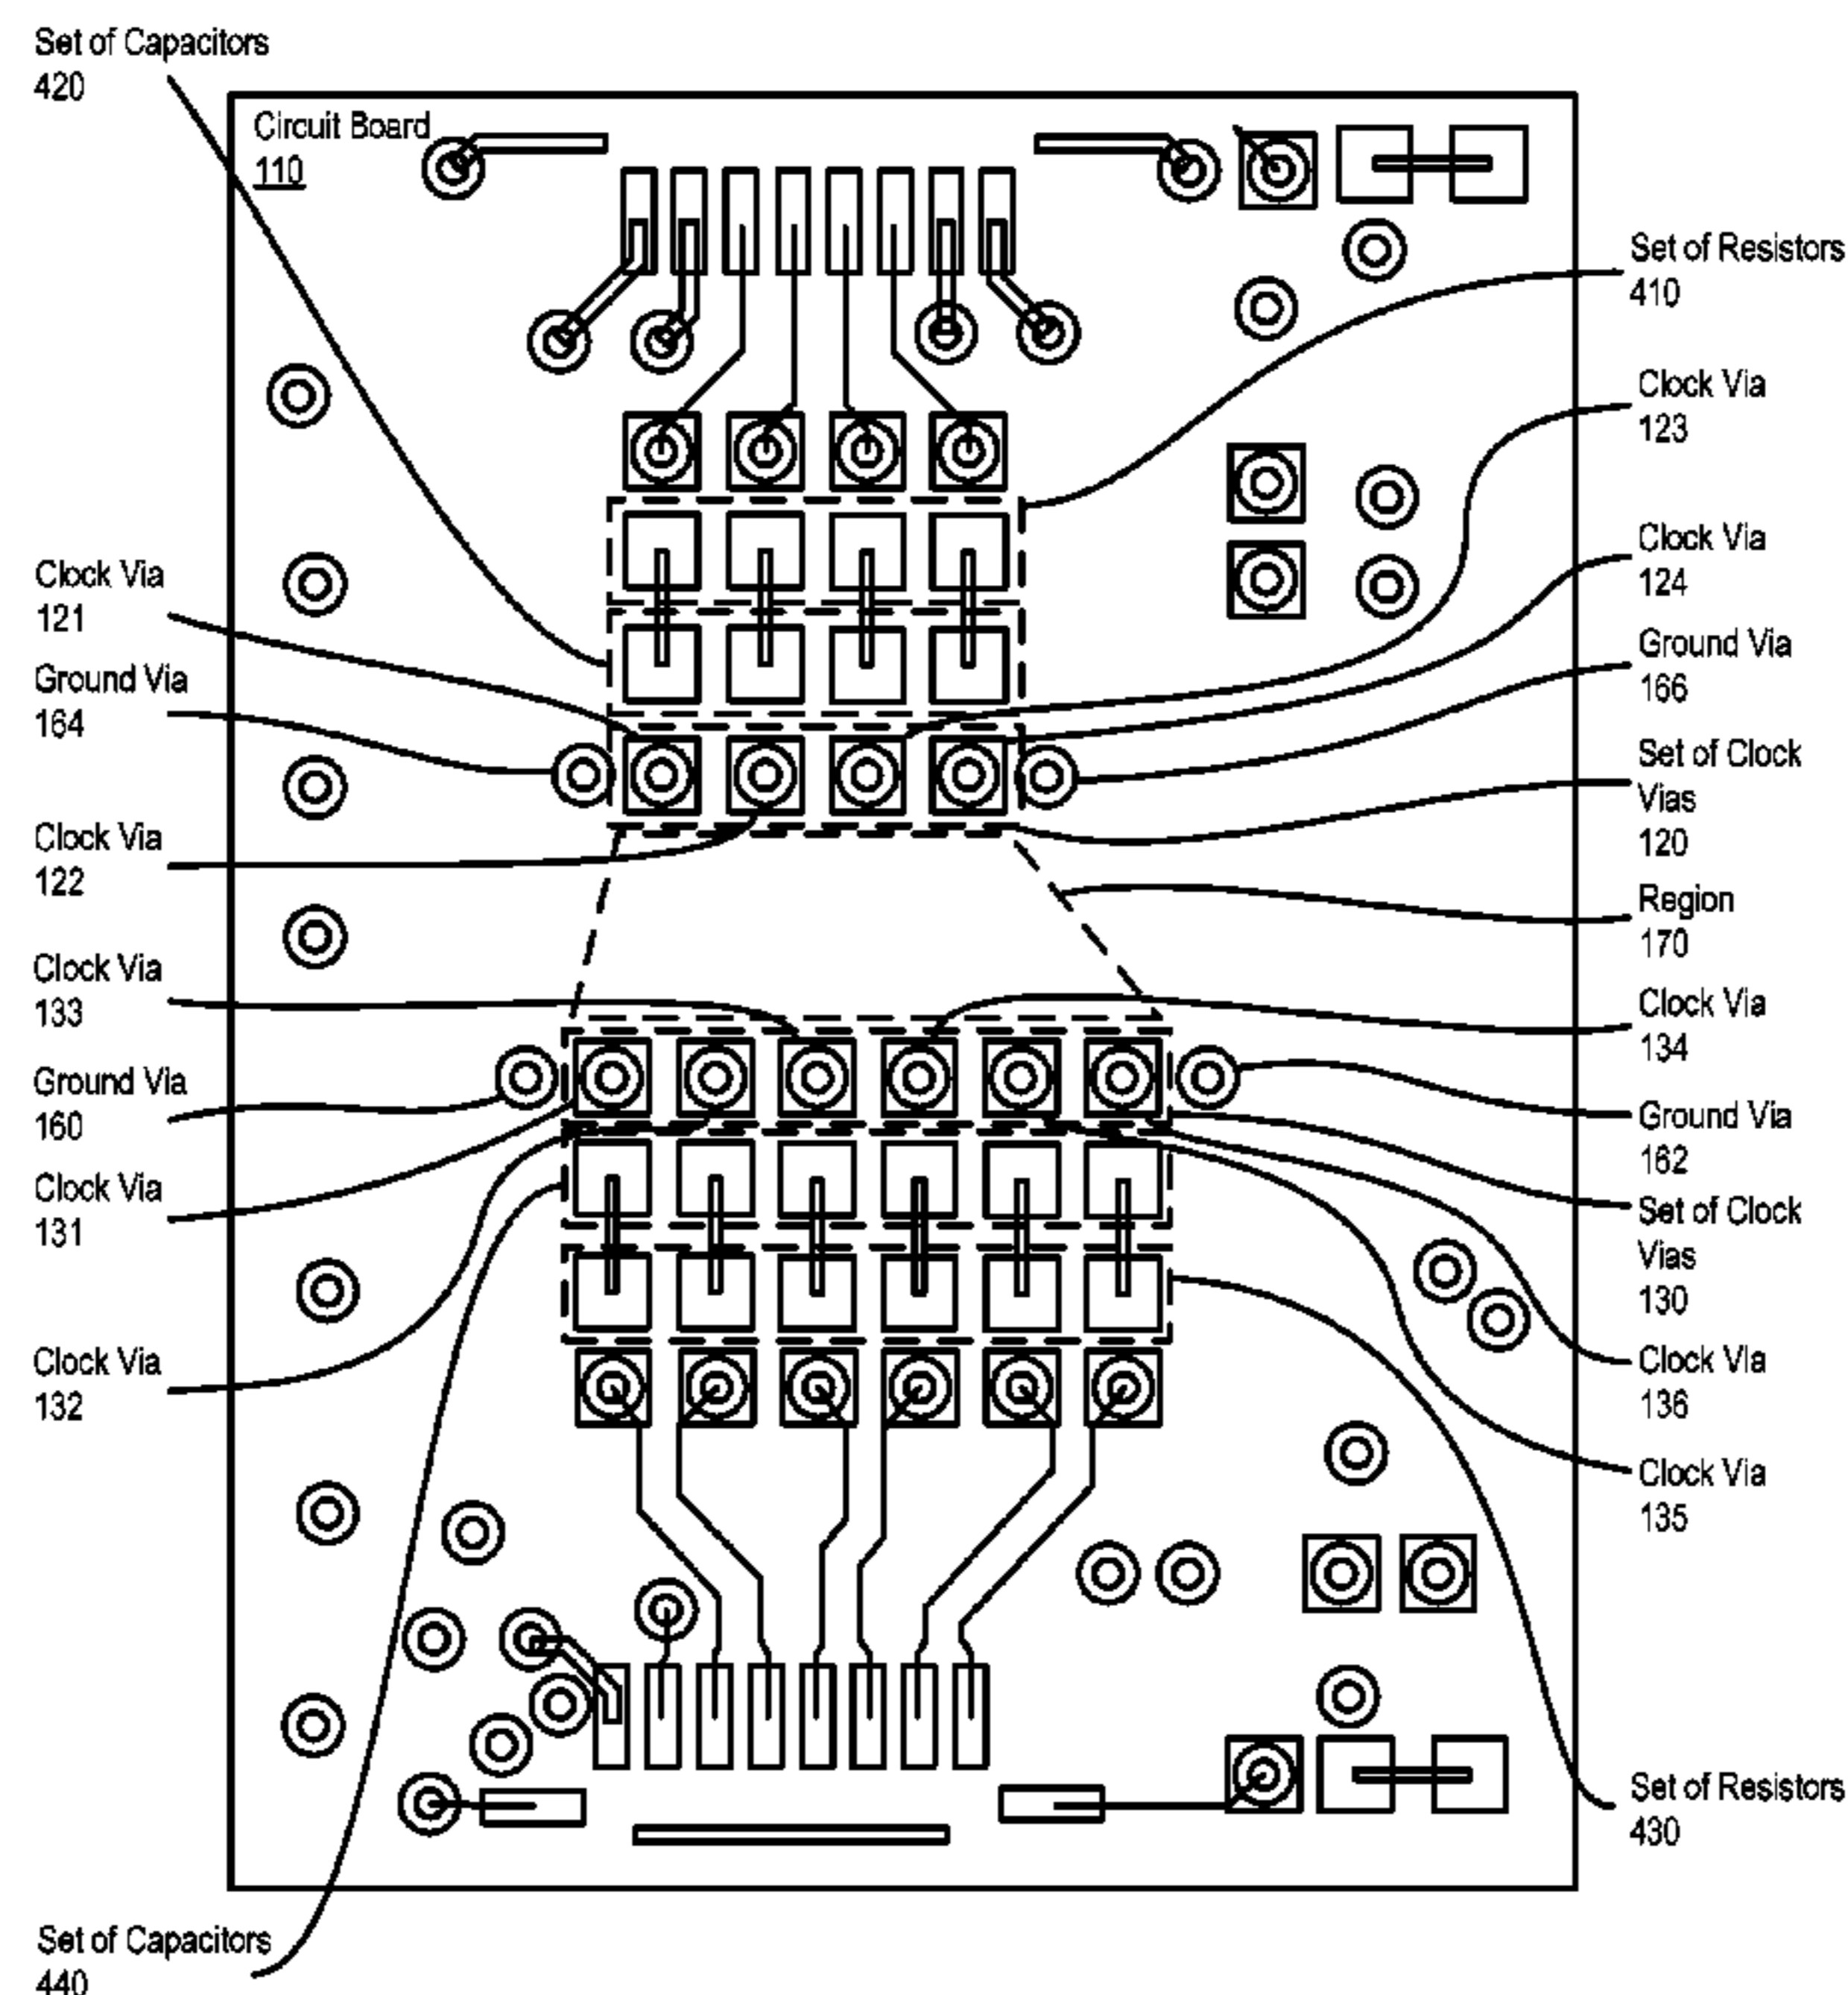 Set of Capacitors
420
Circuit Board
110
Set of Resistors
410
Clock Via
123
Clock Via
124
Clock Via
121
Ground Via
166
Ground Via
164
Set of Clock
Vias
120
Clock Via
122
Region
170
Clock Via
133
Clock Via
134
Ground Via
160
Ground Via
162
Clock Via
131
Set of Clock
Vias
130
Clock Via
132
Clock VIa
136
Clock Via
135
Set of Resistors
430
Set of Capacitors
440